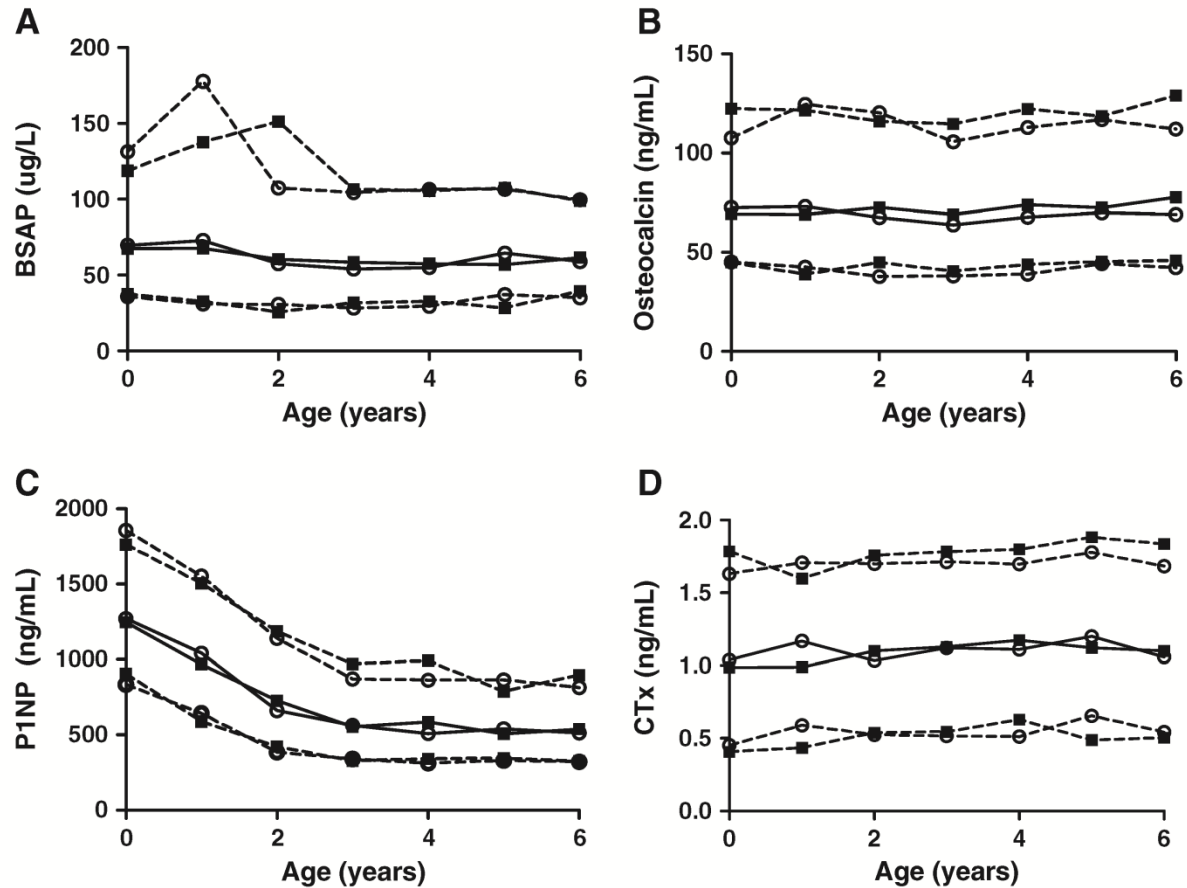 A
BSAP (ug/L)
200
150
100
50
0
0 2 4 6
Age (years)
B
Osteocalcin (ng/mL)
150
100
50
0
0 2 4 6
Age (years)
C
P1NP (ng/mL)
2000
1500
1000
500
0
0 2 4 6
Age (years)
D
CTx (ng/mL)
2.0
1.5
1.0
0.5
0.0
0 2 4 6
Age (years)